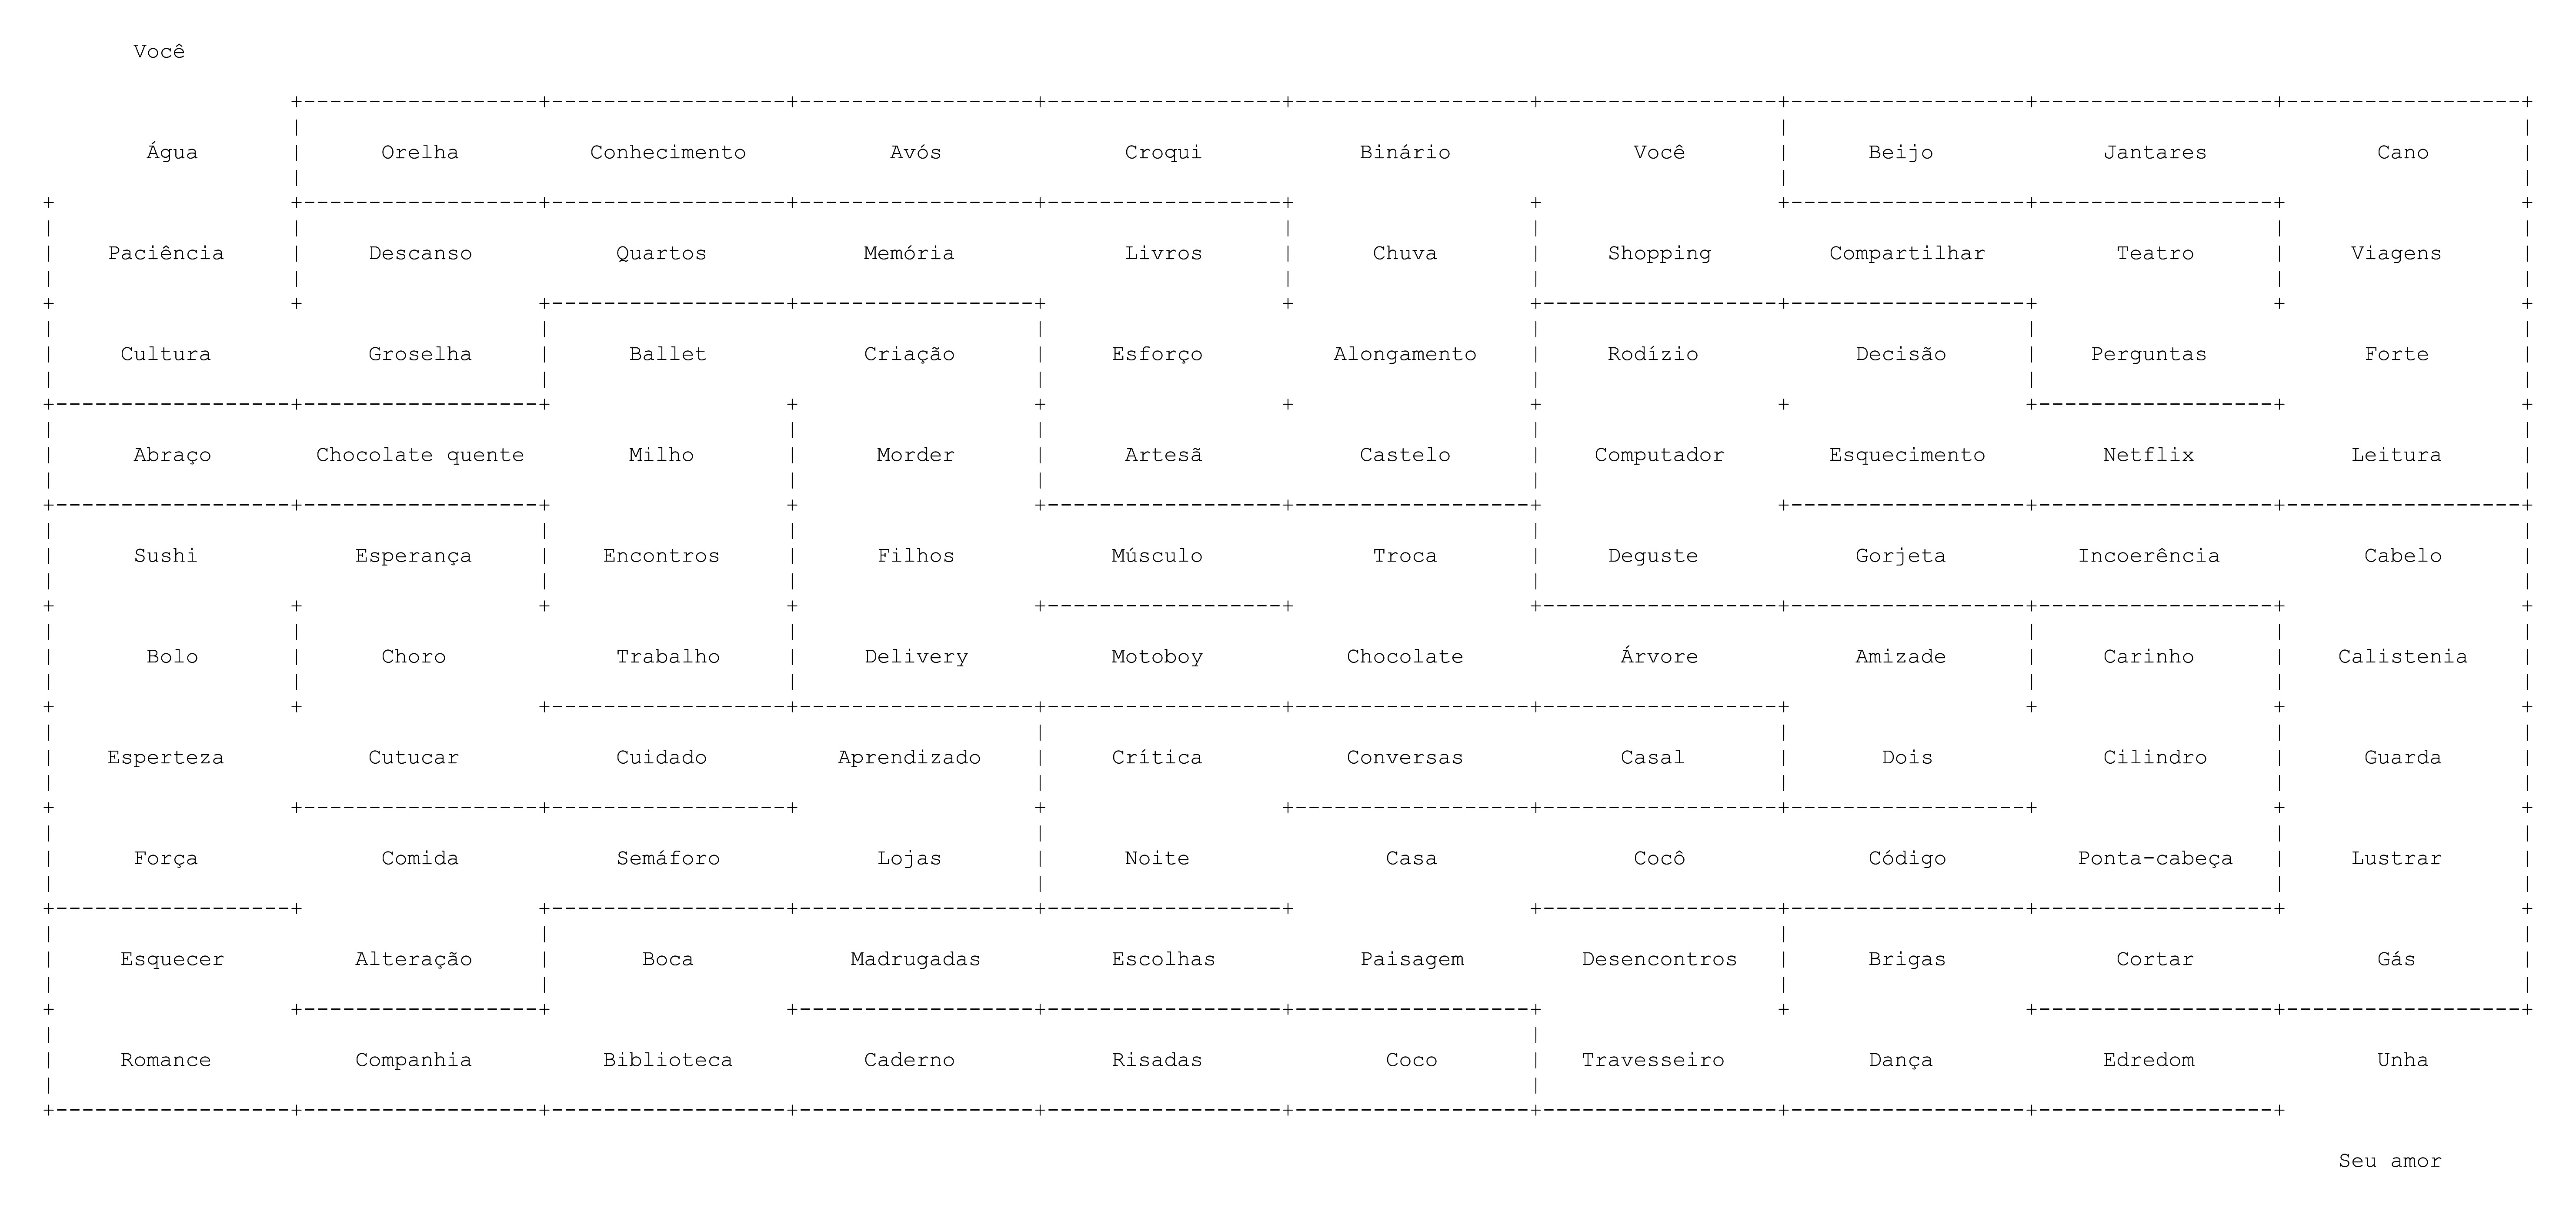 Você
Água Orelha Conhecimento Avós Croqui Binário Você Beijo Jantares Cano
Paciência Descanso Quartos Memória Livros Chuva Shopping Compartilhar Teatro Viagens
Cultura Groselha Ballet Criação Esforço Alongamento Rodízio Decisão Perguntas Forte
Abraço Chocolate quente Milho Morder Artesã Castelo Computador Esquecimento Netflix Leitura
Sushi Esperança Encontros Filhos Músculo Troca Deguste Gorjeta Incoerência Cabelo
Bolo Choro Trabalho Delivery Motoboy Chocolate Árvore Amizade Carinho Calistenia
Esperteza Cutucar Cuidado Aprendizado Crítica Conversas Casal Dois Cilindro Guarda
Força Comida Semáforo Lojas Noite Casa Cocô Código Ponta-cabeça Lustrar
Esquecer Alteração Boca Madrugadas Escolhas Paisagem Desencontros Brigas Cortar Gás
Romance Companhia Biblioteca Caderno Risadas Coco Travesseiro Dança Edredom Unha
Seu amor